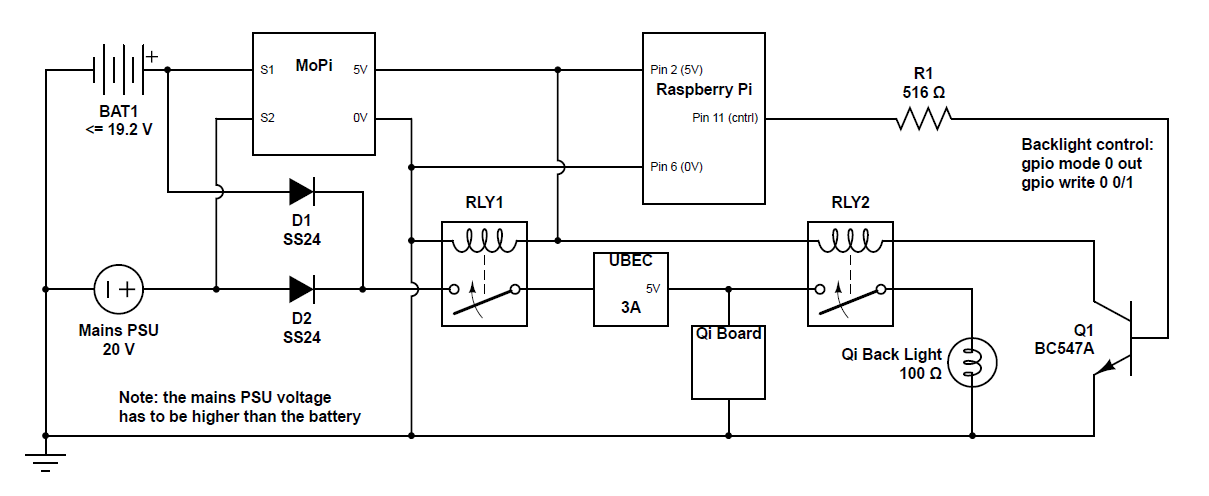 BAT1
<= 19.2 V
+
S1
MoPi
5V
S2
0V
Pin 2 (5V)
Raspberry Pi
Pin 11 (cntrl)
Pin 6 (0V)
R1
516 Ω
Backlight control:
gpio mode 0 out
gpio write 0 0/1
D1
SS24
RLY1
RLY2
+
Mains PSU
20 V
D2
SS24
UBEC
5V
3A
Qi Board
Qi Back Light
100 Ω
Q1
BC547A
Note: the mains PSU voltage
has to be higher than the battery